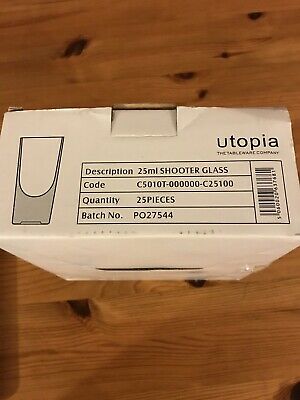 utopia
THE TABLEWARE COMPANY
Description 25ml SHOOTER GLASS
Code C5010T-000000-C25100
Quantity 25PIECES
Batch No. PO27544